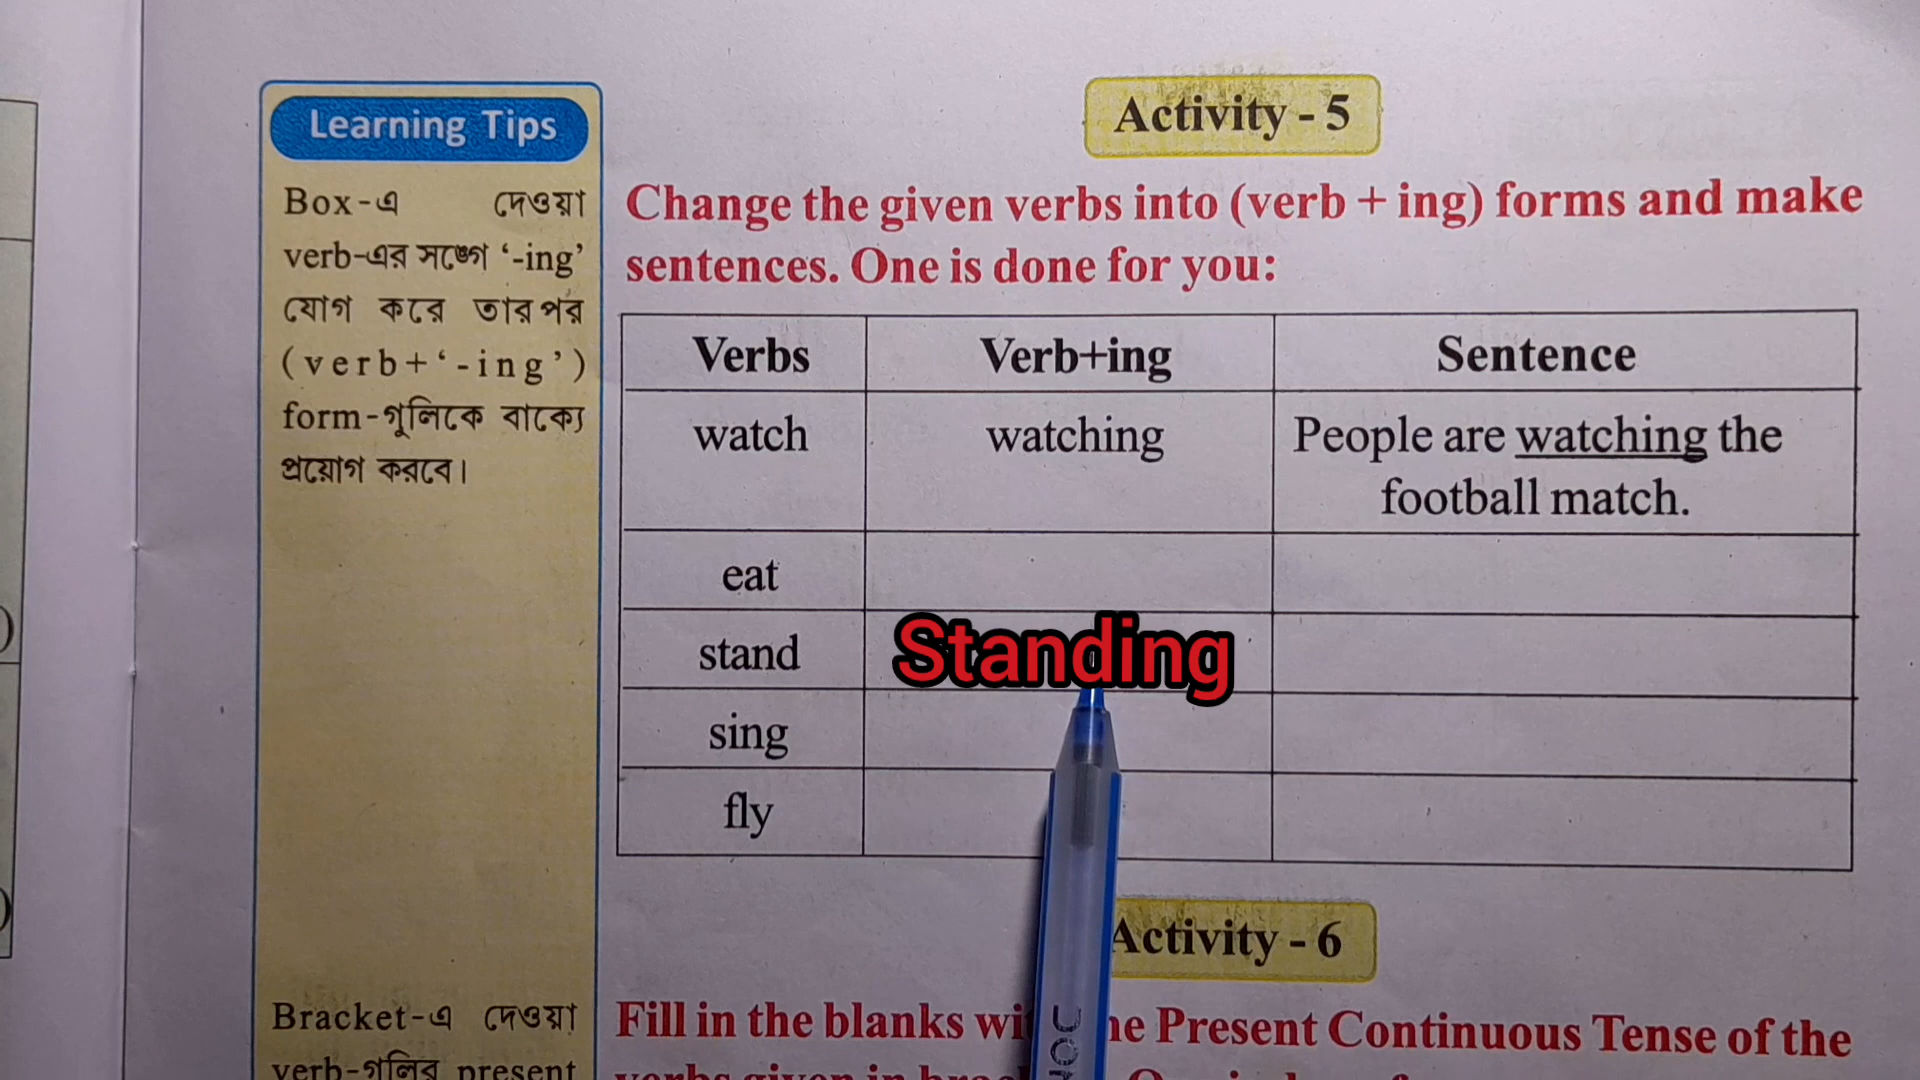 Learning Tips
Box-এ দেওয়া
verb-এর সঙ্গে ‘-ing’
যোগ করে তারপর
(verb+‘-ing’)
form-গুলিকে বাক্যে
প্রয়োগ করবে।
Activity - 5
Change the given verbs into (verb + ing) forms and make
sentences. One is done for you:
Verbs Verb+ing Sentence
watch watching People are watching the
football match.
eat
stand Standing
sing
fly
Activity - 6
Bracket-এ দেওয়া
verb-গুলির present
Fill in the blanks the Present Continuous Tense of the